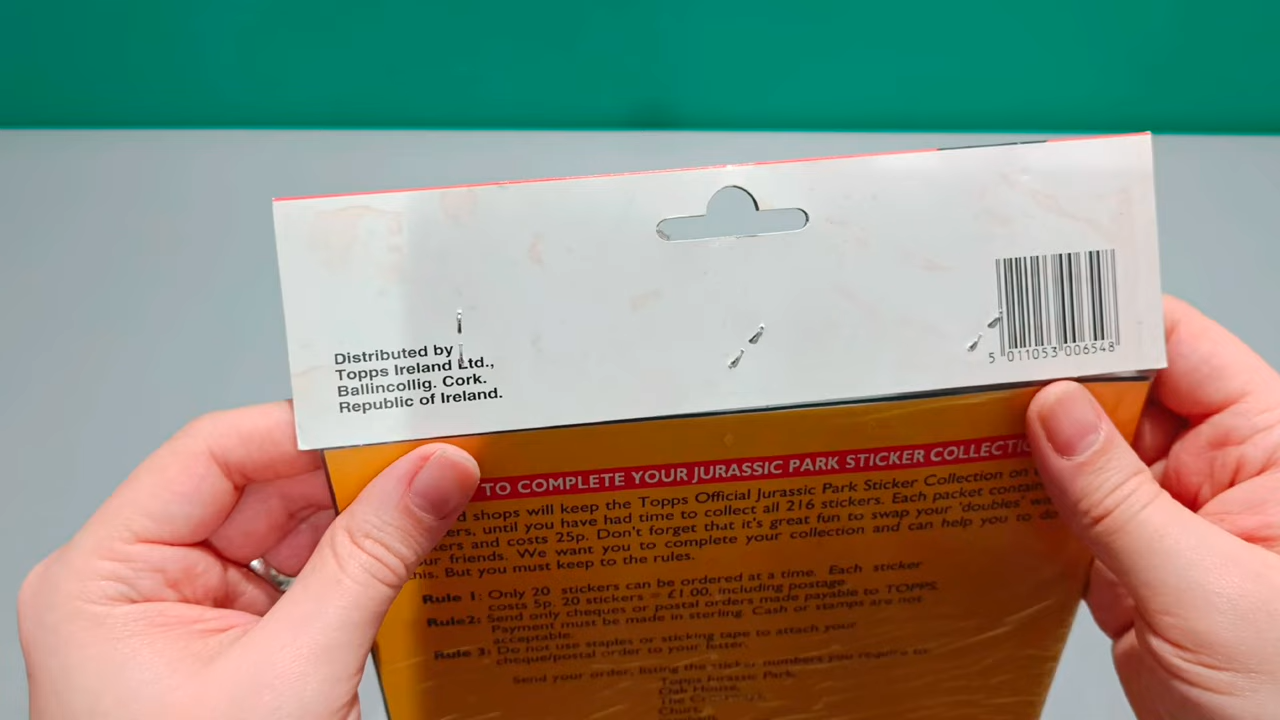 Distributed by
Topps Ireland Ltd.,
Ballincollig. Cork.
Republic of Ireland.
5 011053 006548
TO COMPLETE YOUR JURASSIC PARK STICKER COLLECTIO
shops will keep the Topps Official Jurassic Park Sticker Collection on
until you have had time to collect all 216 stickers. Each packet contain
and costs 25p. Don't forget that it's great fun to swap your 'doubles'
our friends. We want you to complete your collection and can help you to do
this. But you must keep to the rules.
Rule 1: Only 20 stickers can be ordered at a time. Each sticker
costs 5p. 20 stickers = £1.00, including postage
Rule2: Send only cheques or postal orders made payable to TOPPS.
Payment must be made in sterling. Cash or stamps are not
acceptable.
Rule 3: Do not use staples or sticking tape to attach your
cheque/postal order to your letter.
Send your order, listing the sticker numbers you require to:
Topps Jurassic Park,
Oak House,
The